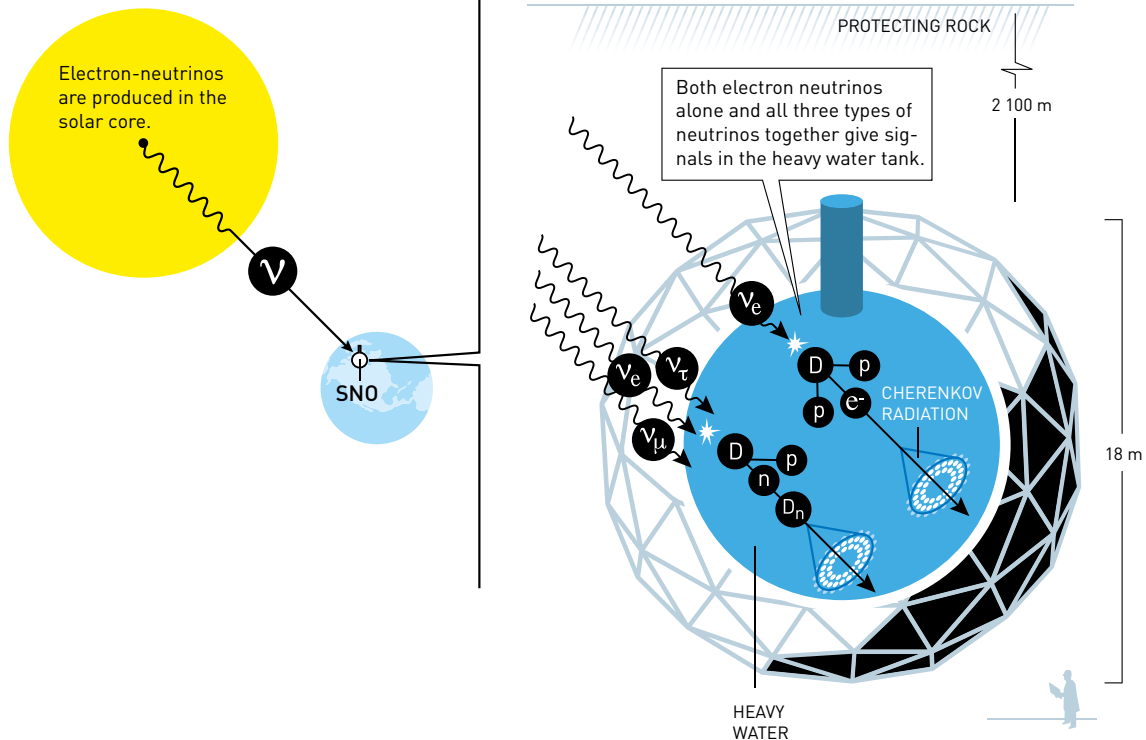 Electron-neutrinos
are produced in the
solar core.
ν
SNO
PROTECTING ROCK
2 100 m
Both electron neutrinos
alone and all three types of
neutrinos together give sig-
nals in the heavy water tank.
νe
D
p
p
e-
CHERENKOV
RADIATION
νe
ντ
νμ
D
p
n
Dn
18 m
HEAVY
WATER